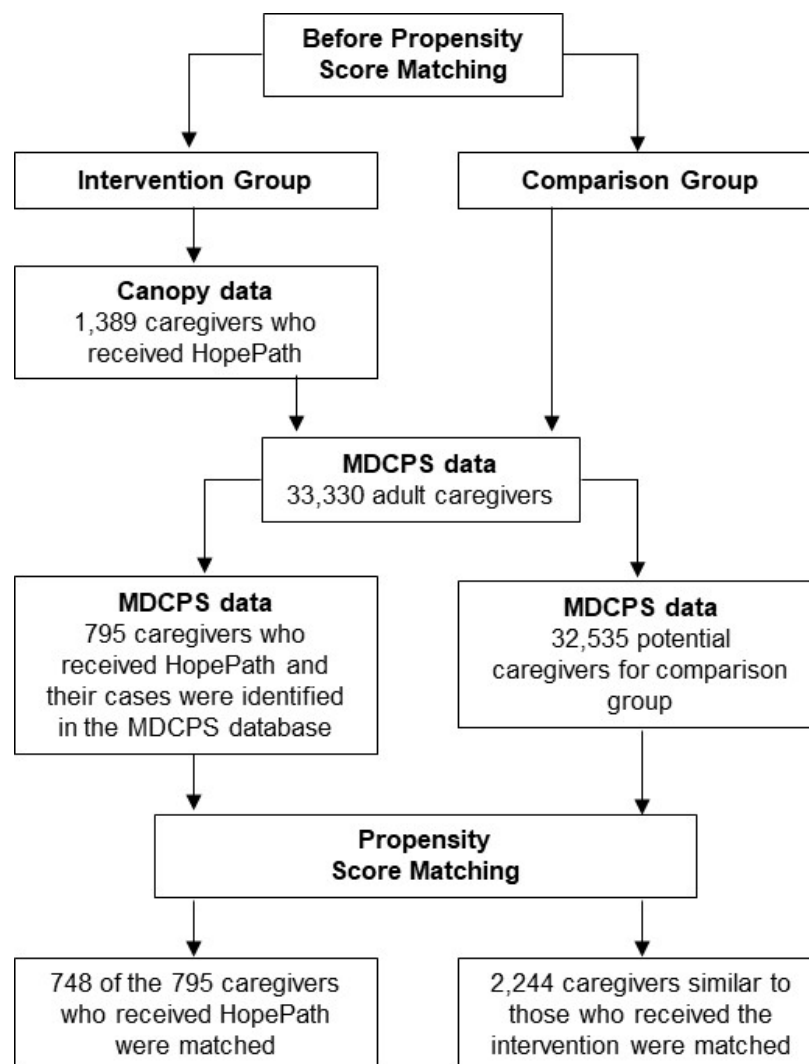 Before Propensity
Score Matching
Intervention Group
Comparison Group
Canopy data
1,389 caregivers who
received HopePath
MDCPS data
33,330 adult caregivers
MDCPS data
795 caregivers who
received HopePath and
their cases were identified
in the MDCPS database
MDCPS data
32,535 potential
caregivers for comparison
group
Propensity
Score Matching
748 of the 795 caregivers
who received HopePath
were matched
2,244 caregivers similar to
those who received the
intervention were matched